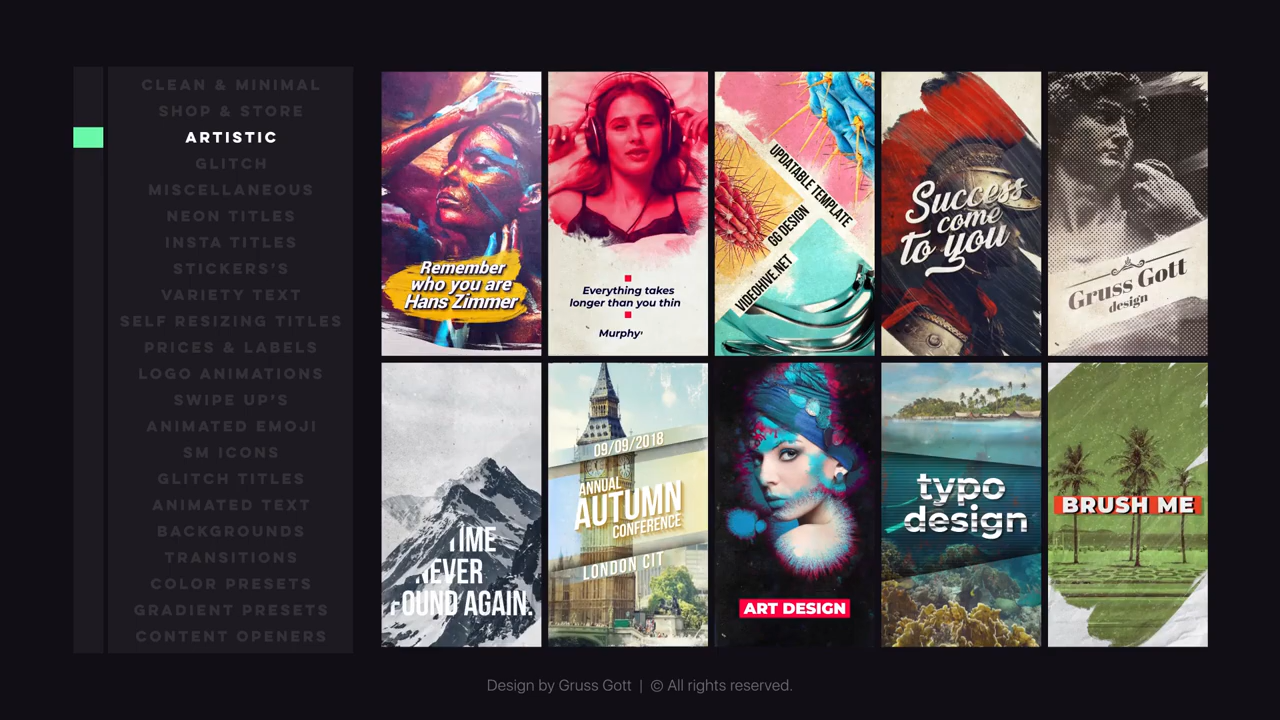 CLEAN & MINIMAL
SHOP & STORE
ARTISTIC
GLITCH
MISCELLANEOUS
NEON TITLES
INSTA TITLES
STICKERS'S
VARIETY TEXT
SELF RESIZING TITLES
PRICES & LABELS
LOGO ANIMATIONS
SWIPE UP'S
ANIMATED EMOJI
SM ICONS
GLITCH TITLES
ANIMATED TEXT
BACKGROUNDS
TRANSITIONS
COLOR PRESETS
GRADIENT PRESETS
CONTENT OPENERS
Remember
who you are
Hans Zimmer
Everything takes
longer than you thin
Murphy'
UPDATABLE TEMPLATE
GG DESIGN
VIDEOHIVE.NET
Success
come
to you
Gruss Gott
design
TIME
NEVER
FOUND AGAIN.
09/09/2018
ANNUAL
AUTUMN
CONFERENCE
LONDON CIT
ART DESIGN
typo
design
BRUSH ME
Design by Gruss Gott | © All rights reserved.